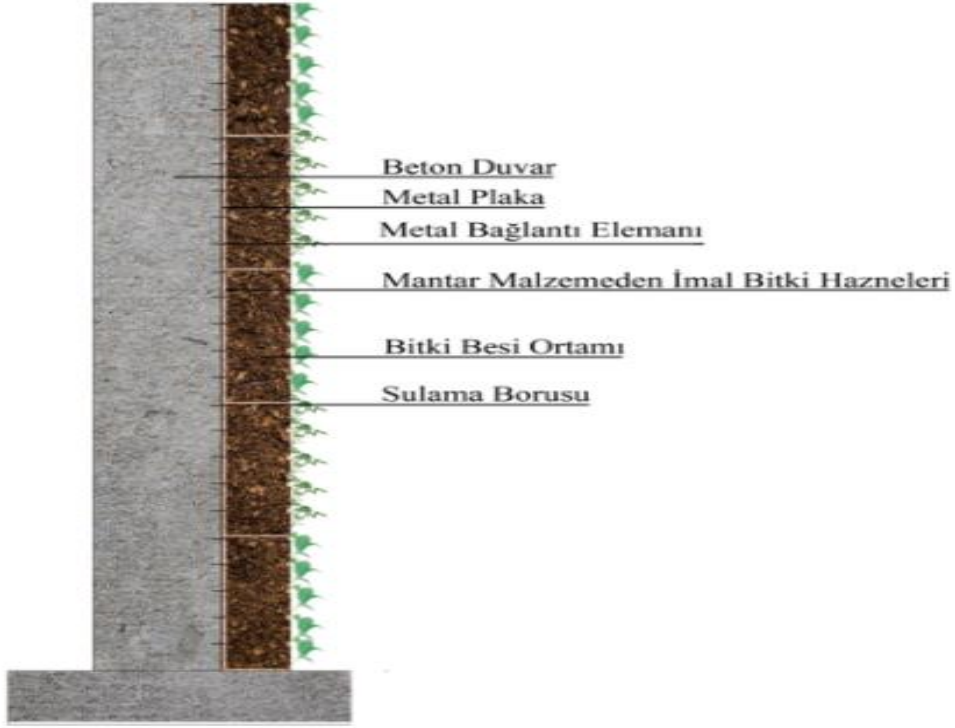 Beton Duvar
Metal Plaka
Metal Bağlantı Elemanı
Mantar Malzemeden İmal Bitki Hazneleri
Bitki Besi Ortamı
Sulama Borusu